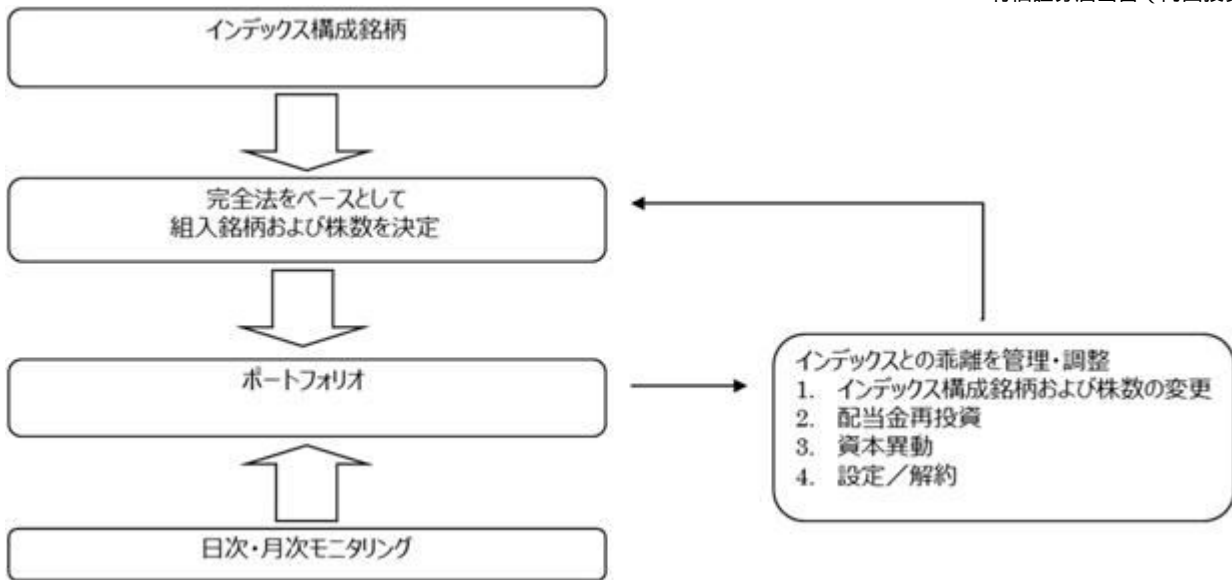 インデックス構成銘柄
完全法をベースとして
組入銘柄および株数を決定
ポートフォリオ
インデックスとの乖離を管理・調整
1. インデックス構成銘柄および株数の変更
2. 配当金再投資
3. 資本異動
4. 設定／解約
日次・月次モニタリング